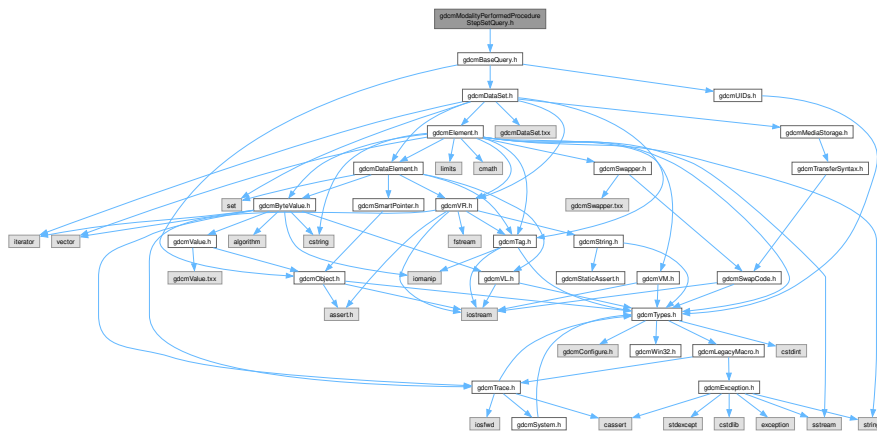 gdcmModalityPerformedProcedure
StepSetQuery.h
gdcmBaseQuery.h
gdcmDataSet.h
gdcmUIDs.h
gdcmElement.h
gdcmDataSet.txx
gdcmMediaStorage.h
gdcmDataElement.h
limits
cmath
gdcmSwapper.h
gdcmTransferSyntax.h
set
gdcmByteValue.h
gdcmSmartPointer.h
gdcmVR.h
gdcmSwapper.txx
iterator
vector
gdcmValue.h
algorithm
cstring
fstream
gdcmTag.h
gdcmString.h
gdcmValue.txx
gdcmObject.h
iomanip
gdcmVL.h
gdcmStaticAssert.h
gdcmVM.h
gdcmSwapCode.h
assert.h
iostream
gdcmTypes.h
gdcmConfigure.h
gdcmWin32.h
gdcmLegacyMacro.h
cstdint
gdcmTrace.h
gdcmException.h
iosfwd
gdcmSystem.h
cassert
stdexcept
cstdlib
exception
sstream
string